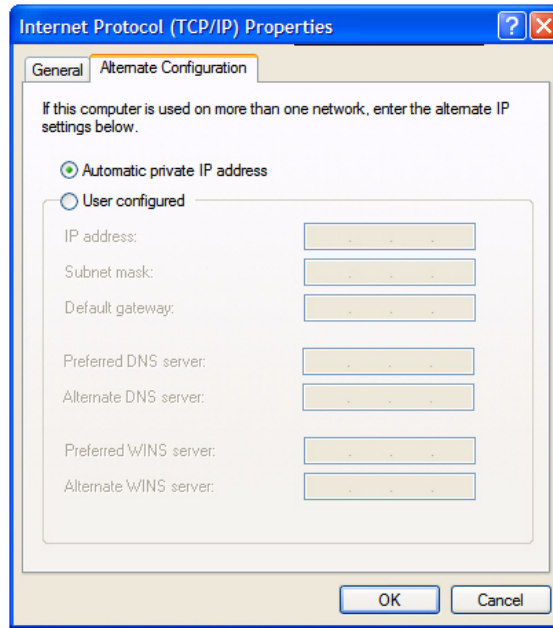 Internet Protocol (TCP/IP) Properties
General
Alternate Configuration
If this computer is used on more than one network, enter the alternate IP
settings below.
Automatic private IP address
User configured
IP address:
Subnet mask:
Default gateway:
Preferred DNS server:
Alternate DNS server:
Preferred WINS server:
Alternate WINS server:
OK
Cancel